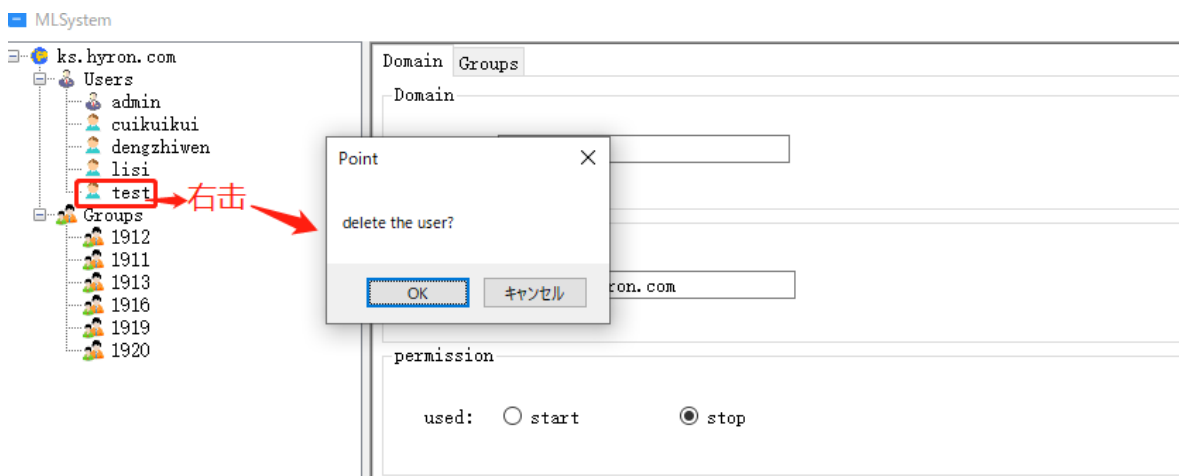 MLSystem
ks.hyron.com
Users
admin
cuikuikui
dengzhiwen
lisi
test
右击
Groups
1912
1911
1913
1916
1919
1920
Domain Groups
Domain
Point
delete the user?
OK キャンセル
ron.com
permission
used: start stop